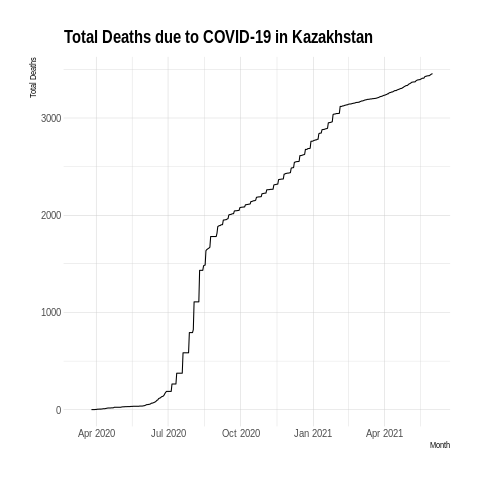 Total Deaths due to COVID-19 in Kazakhstan
Total Deaths
3000
2000
1000
0
Apr 2020 Jul 2020 Oct 2020 Jan 2021 Apr 2021
Month